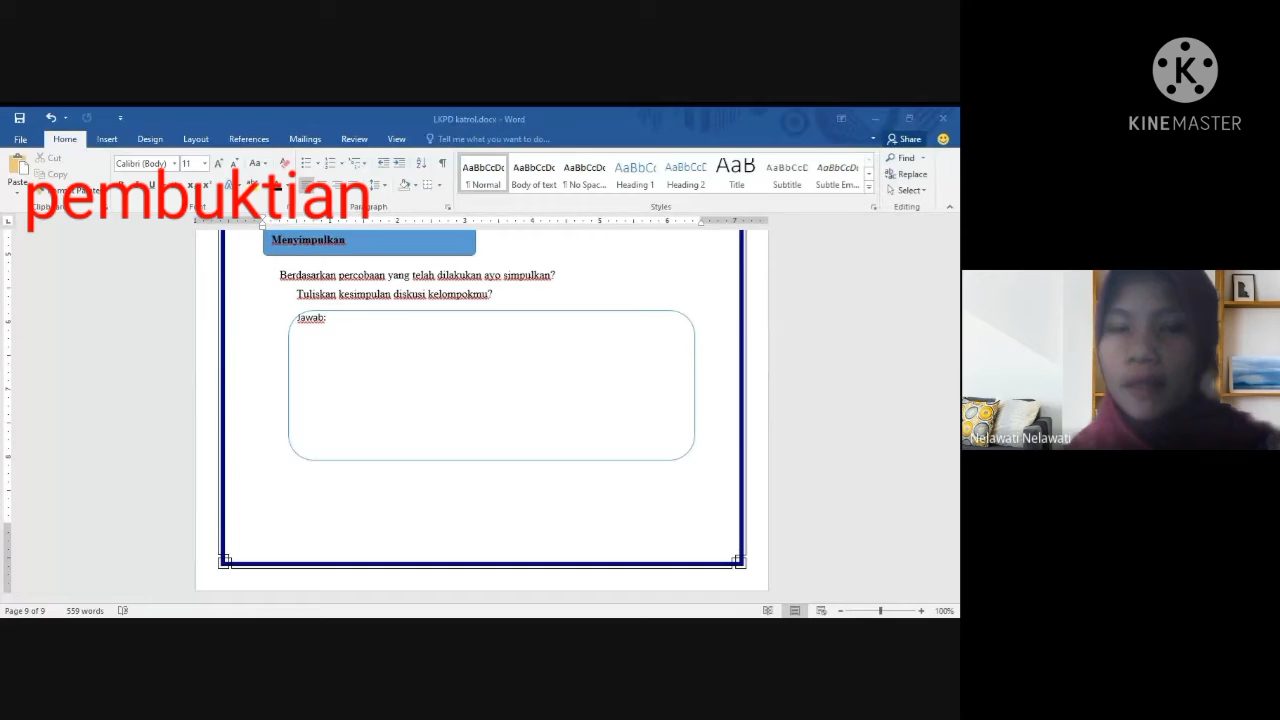 KINEMASTER
LKPD katrol.docx - Word
File Home Insert Design Layout References Mailings Review View Tell me what you want to do... Share
Cut
Copy
Paste
Calibri (Body) 11
AaBbCcDc AaBbCcDc AaBbCcDc AaBbCc AaBbCcC AaB AaBbCcDc AaBbCcDc
¶ Normal Body of text ¶ No Spac... Heading 1 Heading 2 Title Subtitle Subtle Em...
Find
Replace
Select
Paragraph Styles Editing
pembuktian
Menyimpulkan
Berdasarkan percobaan yang telah dilakukan ayo simpulkan?
Tuliskan kesimpulan diskusi kelompokmu?
Jawab:
Nelawati Nelawati
Page 9 of 9 559 words 100%